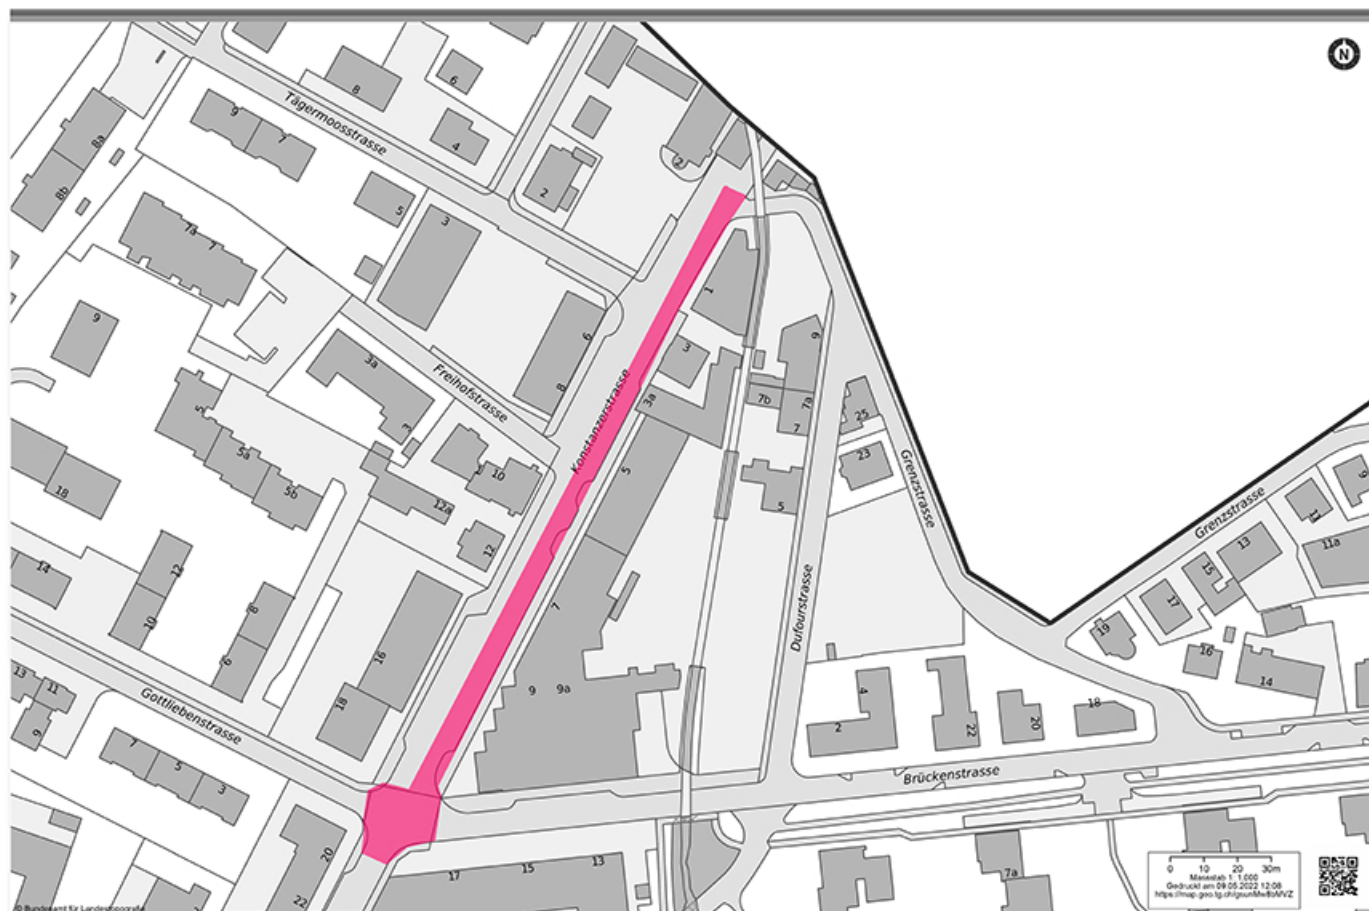 N
8
6
Tägermoosstrasse
9
7
4
8a
8b
2
2
5
3
7a
7
1
9
6
8
3
3a
Freihofstrasse
3
Konstanzerstrasse
3a
9
7b
7a
7
25
5
5a
5b
10
12a
12
18
5
23
5
Grenzstrasse
Grenzstrasse
9
11
11a
13
15
17
19
16
14
14
12
10
8
6
16
18
7
9
9a
Dufourstrasse
4
2
22
20
18
Brückenstrasse
13
11
9
Gottliebenstrasse
7
5
3
20
22
17
15
13
7a
0 10 20 30m
Massstab 1: 1,000
Gedruckt am 09.05.2022 12:08
© Bundesamt für Landestopografie